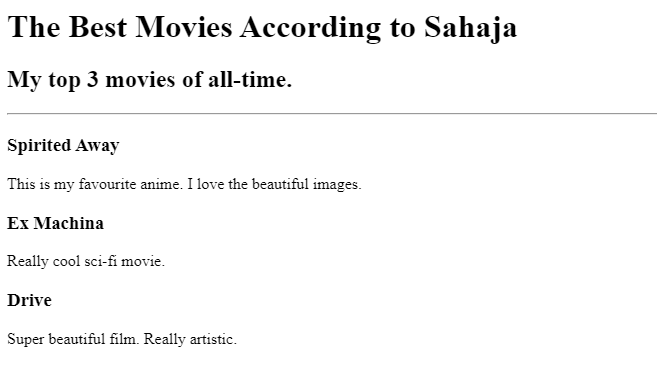 The Best Movies According to Sahaja
My top 3 movies of all-time.
Spirited Away
This is my favourite anime. I love the beautiful images.
Ex Machina
Really cool sci-fi movie.
Drive
Super beautiful film. Really artistic.